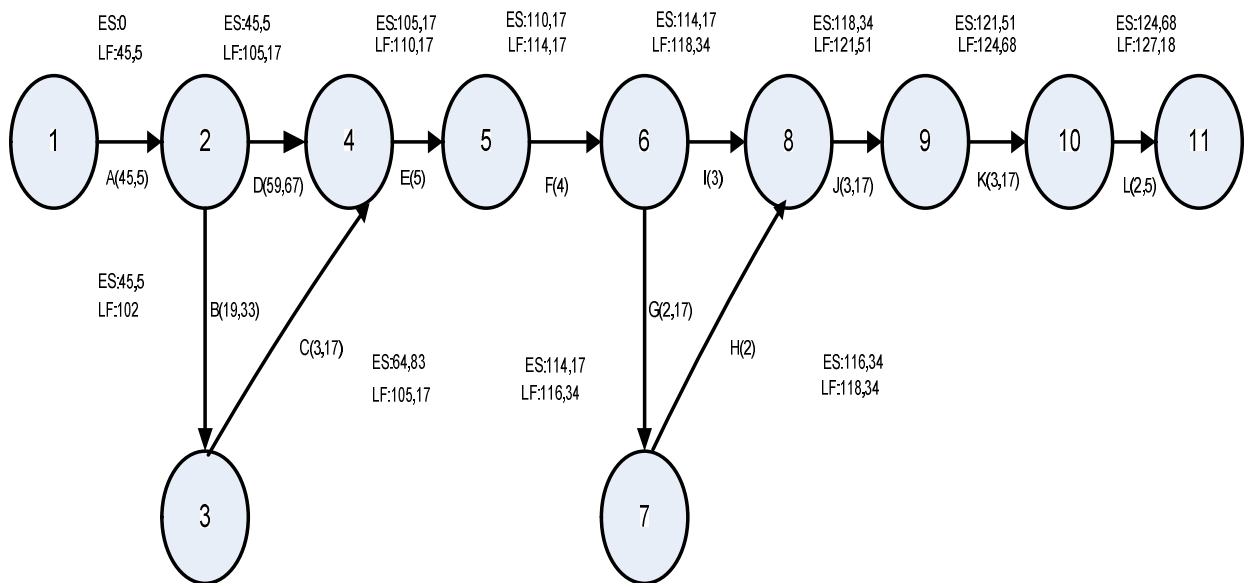 ES:0
LF:45,5
ES:45,5
LF:105,17
ES:105,17
LF:110,17
ES:110,17
LF:114,17
ES:114,17
LF:118,34
ES:118,34
LF:121,51
ES:121,51
LF:124,68
ES:124,68
LF:127,18
1
2
4
5
6
8
9
10
11
A(45,5)
D(59,67)
E(5)
F(4)
I(3)
J(3,17)
K(3,17)
L(2,5)
ES:45,5
LF:102
B(19,33)
C(3,17)
ES:64,83
LF:105,17
ES:114,17
LF:116,34
G(2,17)
H(2)
ES:116,34
LF:118,34
3
7